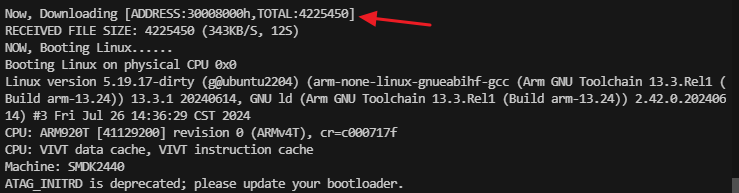 Now, Downloading [ADDRESS:30008000h,TOTAL:4225450]
RECEIVED FILE SIZE: 4225450 (343KB/S, 12S)
NOW, Booting Linux......
Booting Linux on physical CPU 0x0
Linux version 5.19.17-dirty (g@ubuntu2204) (arm-none-linux-gnueabihf-gcc (Arm GNU Toolchain 13.3.Rel1 (
Build arm-13.24)) 13.3.1 20240614, GNU ld (Arm GNU Toolchain 13.3.Rel1 (Build arm-13.24)) 2.42.0.202406
14) #3 Fri Jul 26 14:36:29 CST 2024
CPU: ARM920T [41129200] revision 0 (ARMv4T), cr=c000717f
CPU: VIVT data cache, VIVT instruction cache
Machine: SMDK2440
ATAG_INITRD is deprecated; please update your bootloader.